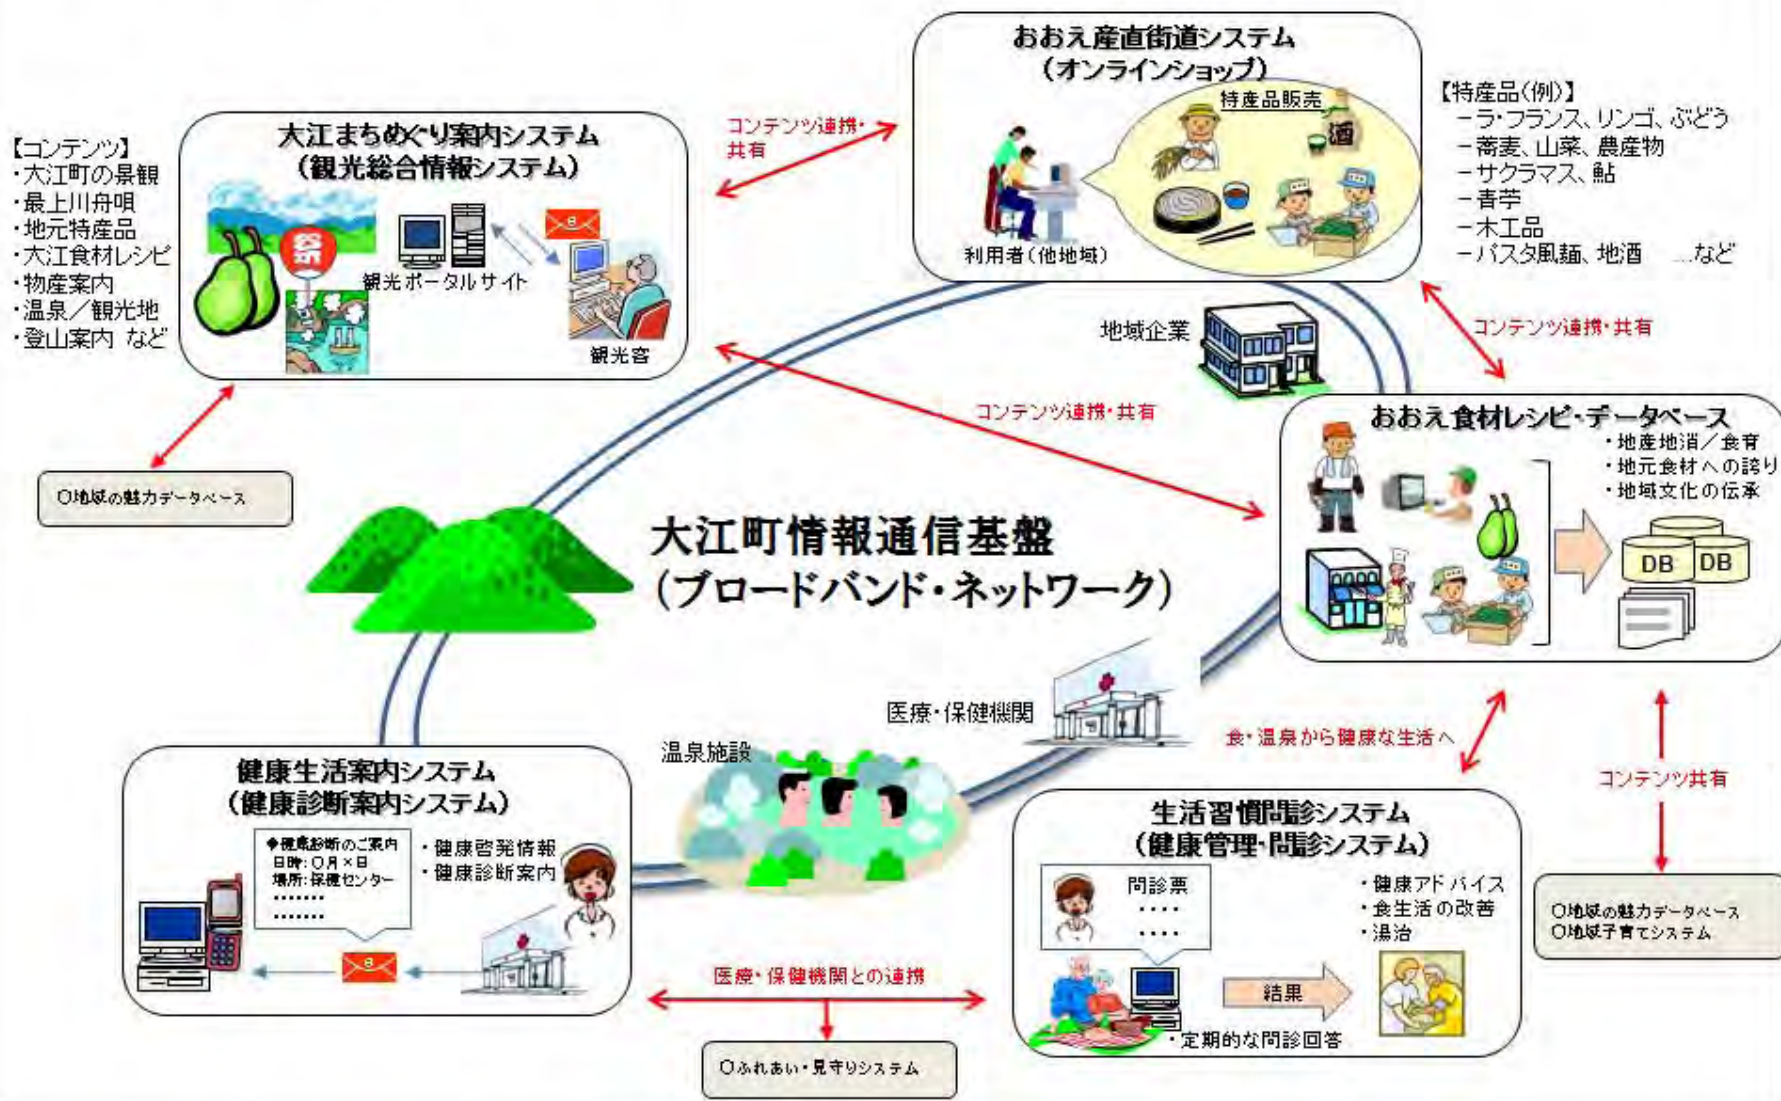 おおえ産直街道システム
(オンラインショップ)
特産品販売
酒
利用者(他地域)
【特産品(例)】
－ラ・フランス、リンゴ、ぶどう
－蕎麦、山菜、農産物
－サクラマス、鮎
－青苧
－木工品
－パスタ風麺、地酒 …など
【コンテンツ】
・大江町の景観
・最上川舟唄
・地元特産品
・大江食材レシピ
・物産案内
・温泉／観光地
・登山案内 など
大江まちめぐり案内システム
(観光総合情報システム)
祭
e
観光ポータルサイト
観光客
コンテンツ連携・
共有
地域企業
コンテンツ連携・共有
コンテンツ連携・共有
〇地域の魅力データベース
大江町情報通信基盤
(ブロードバンド・ネットワーク)
おおえ食材レシピ・データベース
・地産地消／食育
・地元食材への誇り
・地域文化の伝承
DB
DB
医療・保健機関
温泉施設
食・温泉から健康な生活へ
コンテンツ共有
健康生活案内システム
(健康診断案内システム)
◆健康診断のご案内
日時:〇月×日
場所:保健センター
・・・・・・・
・・・・・・・
・健康啓発情報
・健康診断案内
e
生活習慣問診システム
(健康管理・問診システム)
問診票
・・・・
・・・・
・健康アドバイス
・食生活の改善
・湯治
結果
・定期的な問診回答
〇地域の魅力データベース
〇地域子育てシステム
医療・保健機関との連携
〇ふれあい・見守りシステム